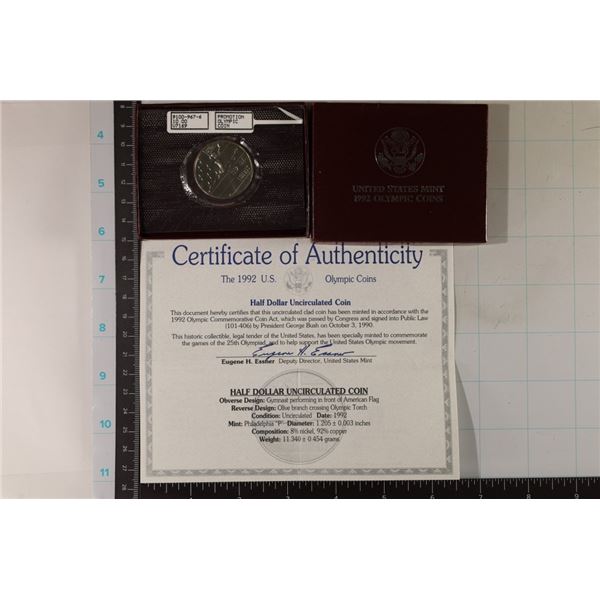 9100-967-6
10.00
V7169
PROMOTION
OLYMPIC
COIN
UNITED STATES MINT
1992 OLYMPIC COINS
Certificate of Authenticity
The 1992 U.S. Olympic Coins
Half Dollar Uncirculated Coin
This document hereby certifies that this uncirculated clad coin has been minted in accordance with the
1992 Olympic Commemorative Coin Act, which was passed by Congress and signed into Public Law
(101-406) by President George Bush on October 3, 1990.
This historic collectible, legal tender of the United States, has been specially minted to commemorate
the games of the 25th Olympiad, and to help support the United States Olympic movement.
Eugene H. Essner
Eugene H. Essner Deputy Director, United States Mint
HALF DOLLAR UNCIRCULATED COIN
Obverse Design: Gymnast performing in front of American Flag
Reverse Design: Olive branch crossing Olympic Torch
Condition: Uncirculated Date: 1992
Mint: Philadelphia "P" Diameter: 1.205 ± 0.003 inches
Composition: 8% nickel, 92% copper
Weight: 11.340 ± 0.454 grams
4
5
6
7
8
9
10
11